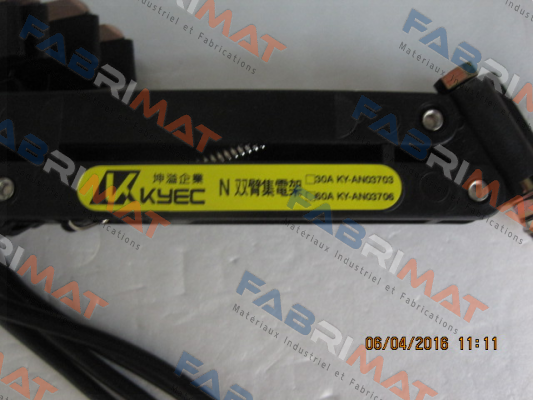 坤溢企業
KYEC
N 双臂集電架
□30A KY-AN03703
60A KY-AN03706
06/04/2016 11:11
FABRIMAT
Materiaux Industriel et Fabrications